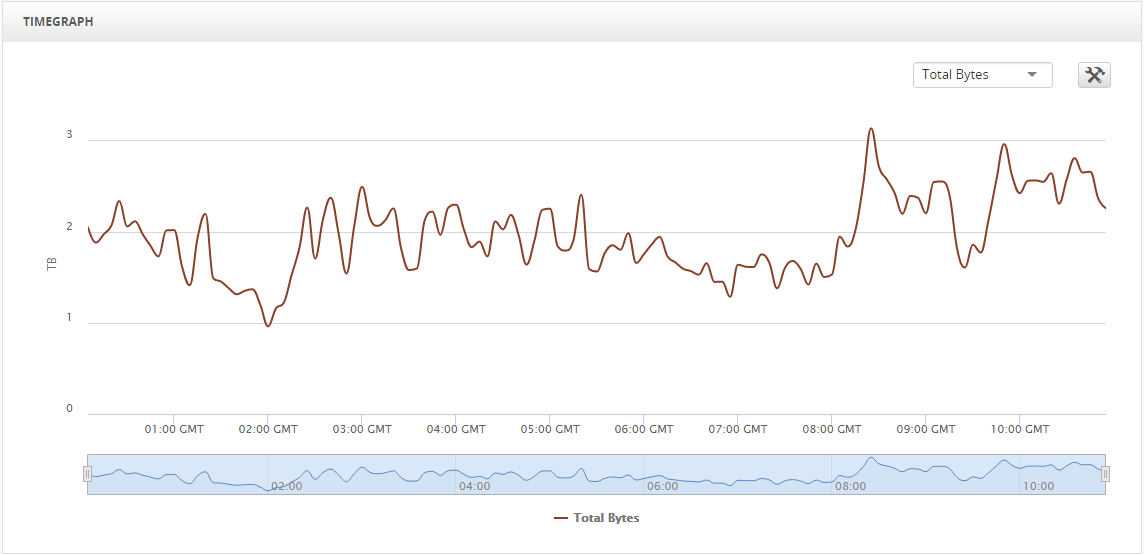 TIMEGRAPH
Total Bytes
3
2
TB
1
0
01:00 GMT 02:00 GMT 03:00 GMT 04:00 GMT 05:00 GMT 06:00 GMT 07:00 GMT 08:00 GMT 09:00 GMT 10:00 GMT
02:00 04:00 06:00 08:00 10:00
Total Bytes